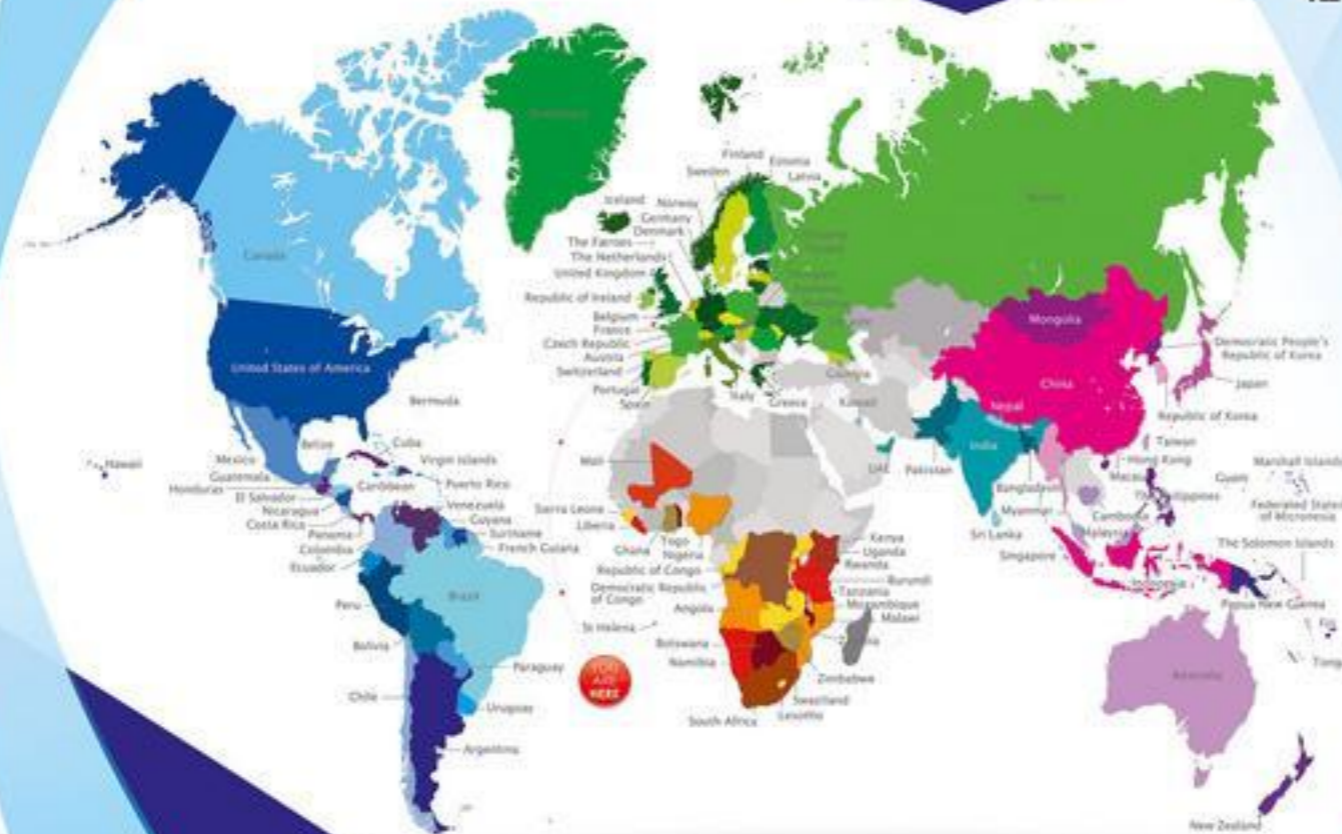 Canada
United States of America
Bermuda
Hawaii
Mexico
Belize
Cuba
Virgin Islands
Guatemala
Honduras
Caribbean
Puerto Rico
El Salvador
Nicaragua
Costa Rica
Venezuela
Guyana
Panama
Suriname
Colombia
French Guiana
Ecuador
Brazil
Peru
Bolivia
Paraguay
Chile
Uruguay
Argentina
Finland
Estonia
Sweden
Latvia
Iceland
Norway
Germany
Denmark
The Faeroes
The Netherlands
United Kingdom
Republic of Ireland
Belgium
France
Czech Republic
Austria
Switzerland
Portugal
Spain
Italy
Greece
Georgia
Kuwait
UAE
Mali
Sierra Leone
Liberia
Ghana
Togo
Nigeria
Republic of Congo
Democratic Republic
of Congo
Angola
St Helena
Botswana
Namibia
South Africa
Kenya
Uganda
Rwanda
Burundi
Tanzania
Mozambique
Malawi
Zimbabwe
Swaziland
Lesotho
YOU
ARE
HERE
Mongolia
China
Nepal
India
Pakistan
Bangladesh
Myanmar
Sri Lanka
Singapore
Democratic People's
Republic of Korea
Japan
Republic of Korea
Taiwan
Hong Kong
Macau
Cambodia
Malaysia
Indonesia
Guam
Marshall Islands
Federated State
of Micronesia
The Solomon Islands
Papua New Guinea
Fiji
Tong
Australia
New Zealand